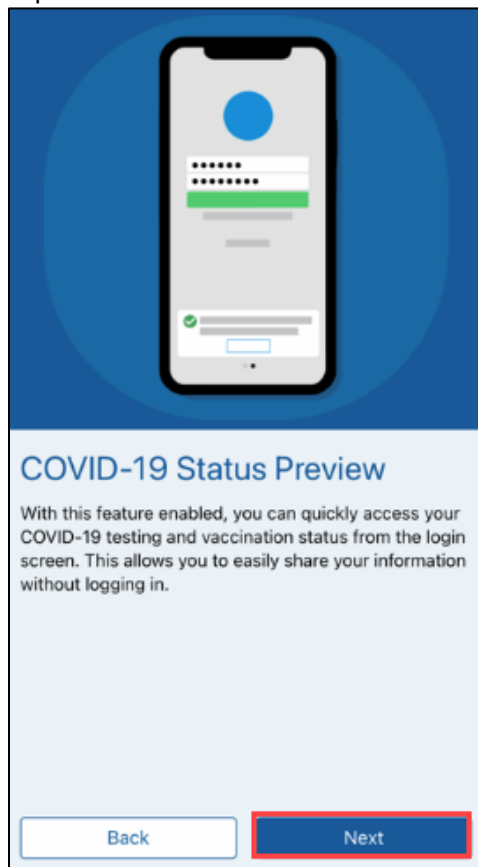 COVID-19 Status Preview
With this feature enabled, you can quickly access your
COVID-19 testing and vaccination status from the login
screen. This allows you to easily share your information
without logging in.
Back
Next